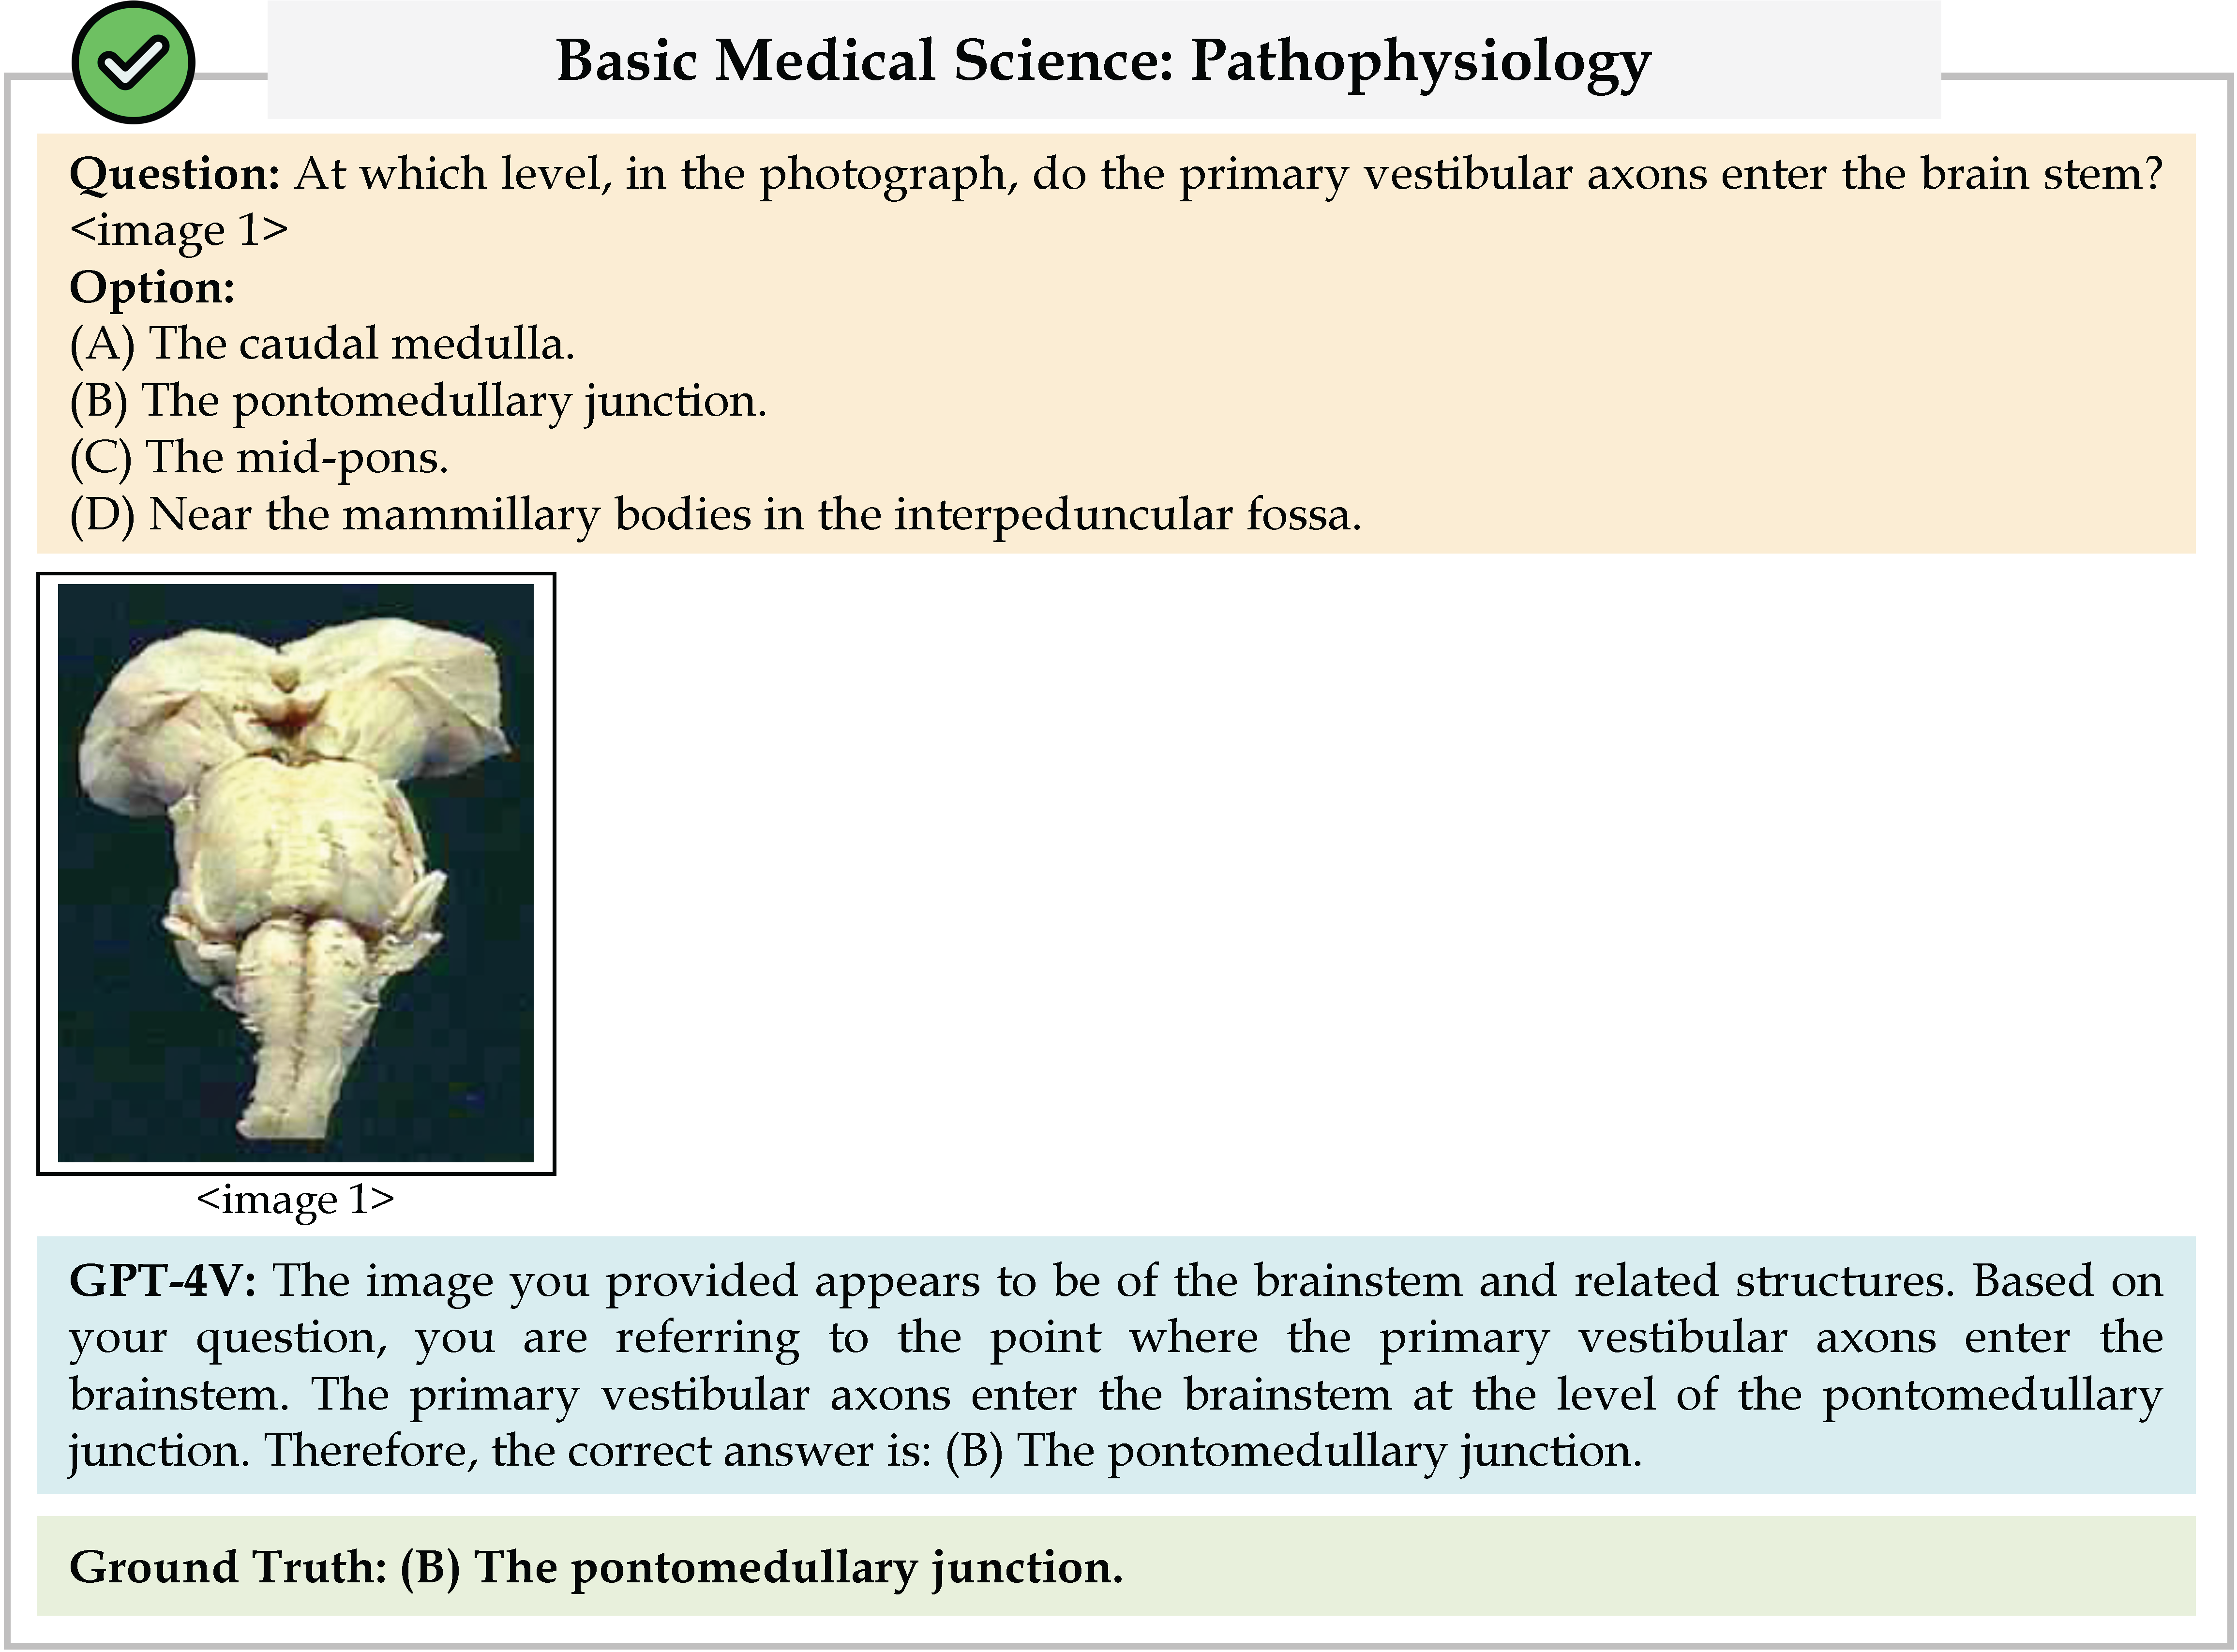 Basic Medical Science: Pathophysiology
Question: At which level, in the photograph, do the primary vestibular axons enter the brain stem?
<image 1>
Option:
(A) The caudal medulla.
(B) The pontomedullary junction.
(C) The mid-pons.
(D) Near the mammillary bodies in the interpeduncular fossa.
<image 1>
GPT-4V: The image you provided appears to be of the brainstem and related structures. Based on
your question, you are referring to the point where the primary vestibular axons enter the
brainstem. The primary vestibular axons enter the brainstem at the level of the pontomedullary
junction. Therefore, the correct answer is: (B) The pontomedullary junction.
Ground Truth: (B) The pontomedullary junction.